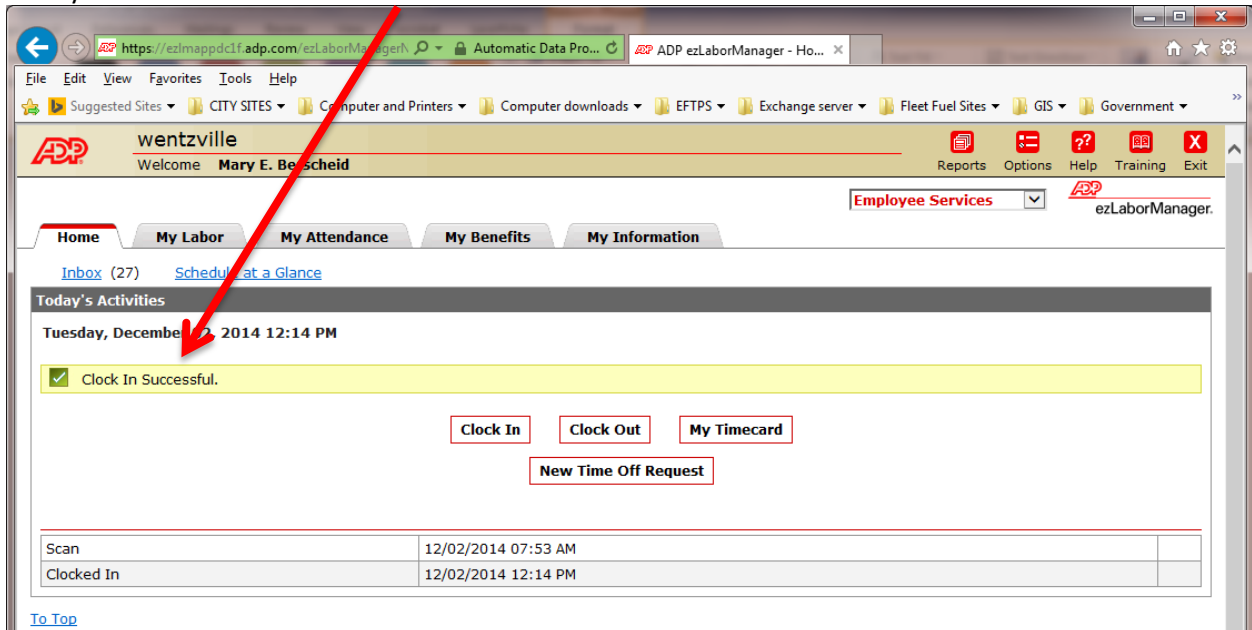 https://ezlmappdc1f.adp.com/ezLaborManagerN Automatic Data Pro... ADP ezLaborManager - Ho...
File Edit View Favorites Tools Help
Suggested Sites CITY SITES Computer and Printers Computer downloads EFTPS Exchange server Fleet Fuel Sites GIS Government
ADP wentzville
Welcome Mary E. Berscheid
Reports Options Help Training Exit
Employee Services
ADP
ezLaborManager.
Home My Labor My Attendance My Benefits My Information
Inbox (27) Schedule at a Glance
Today's Activities
Tuesday, December 02, 2014 12:14 PM
Clock In Successful.
Clock In Clock Out My Timecard
New Time Off Request
Scan 12/02/2014 07:53 AM
Clocked In 12/02/2014 12:14 PM
To Top